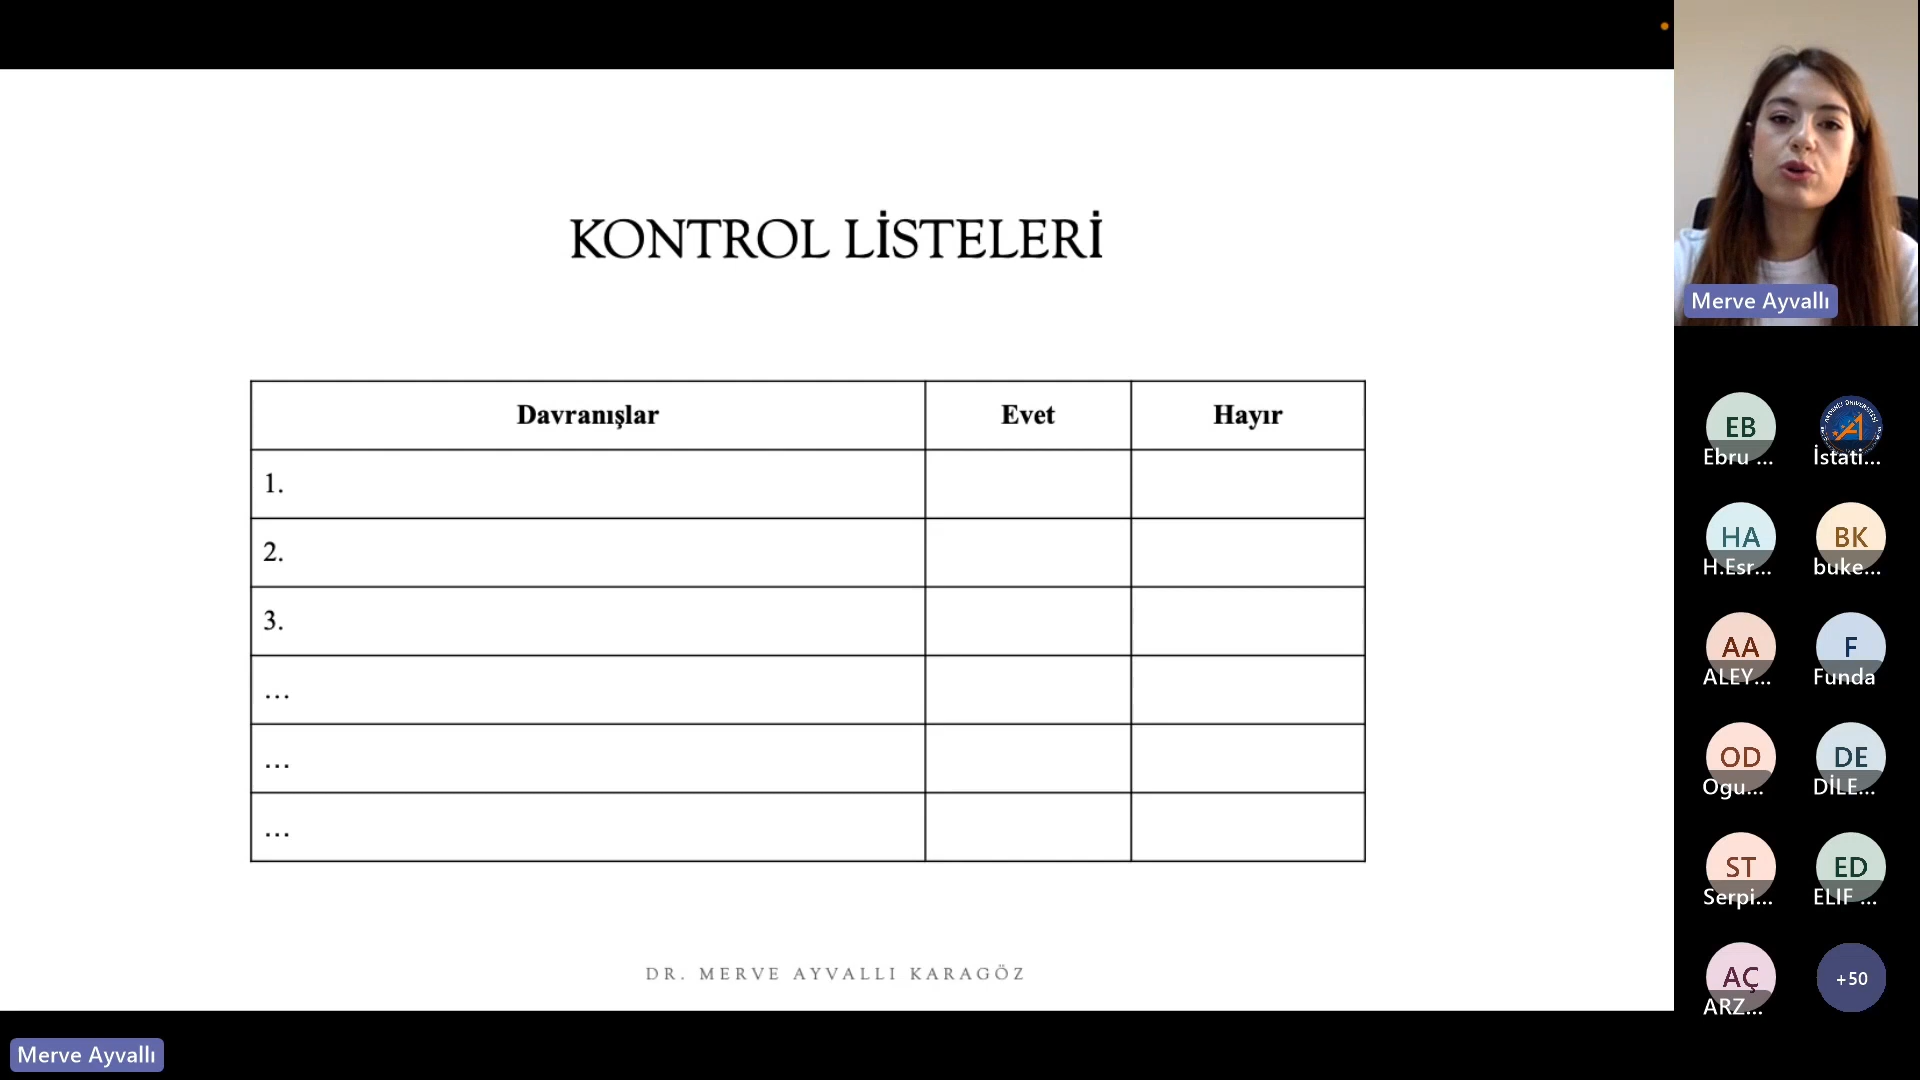 KONTROL LİSTELERİ
Davranışlar Evet Hayır
1.
2.
3.
...
...
...
DR. MERVE AYVALLI KARAGÖZ
Merve Ayvallı
Merve Ayvallı
EB
Ebru ...
İstati...
HA
H.Esr...
BK
buke...
AA
ALEY...
F
Funda
OD
Ogu...
DE
DİLE...
ST
Serpi...
ED
ELIF ...
AÇ
ARZ...
+50